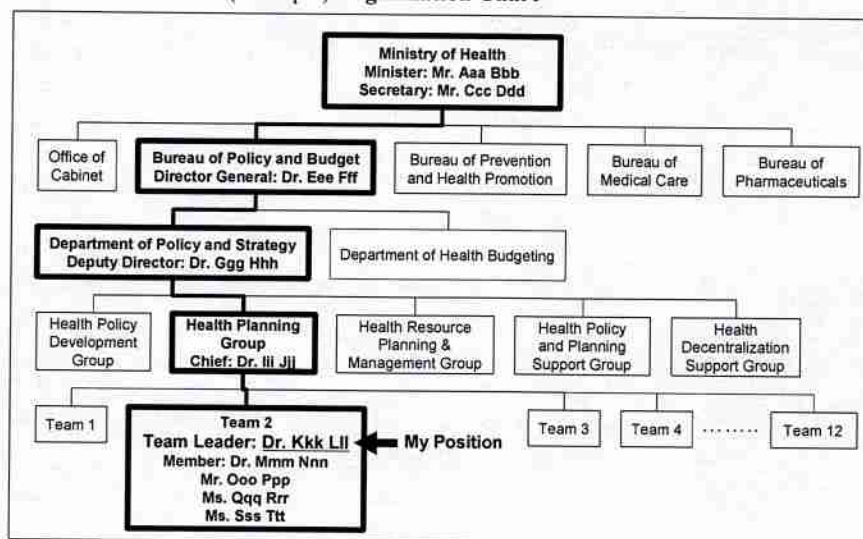 Ministry of Health
Minister: Mr. Aaa Bbb
Secretary: Mr. Ccc Ddd
Office of
Cabinet
Bureau of Policy and Budget
Director General: Dr. Eee Fff
Bureau of Prevention
and Health Promotion
Bureau of
Medical Care
Bureau of
Pharmaceuticals
Department of Policy and Strategy
Deputy Director: Dr. Ggg Hhh
Department of Health Budgeting
Health Policy
Development
Group
Health Planning
Group
Chief: Dr. Iii Jjj
Health Resource
Planning &
Management Group
Health Policy
and Planning
Support Group
Health
Decentralization
Support Group
Team 1
Team 2
Team Leader: Dr. Kkk Lll
Member: Dr. Mmm Nnn
Mr. Ooo Ppp
Ms. Qqq Rrr
Ms. Sss Ttt
My Position
Team 3
Team 4
........
Team 12